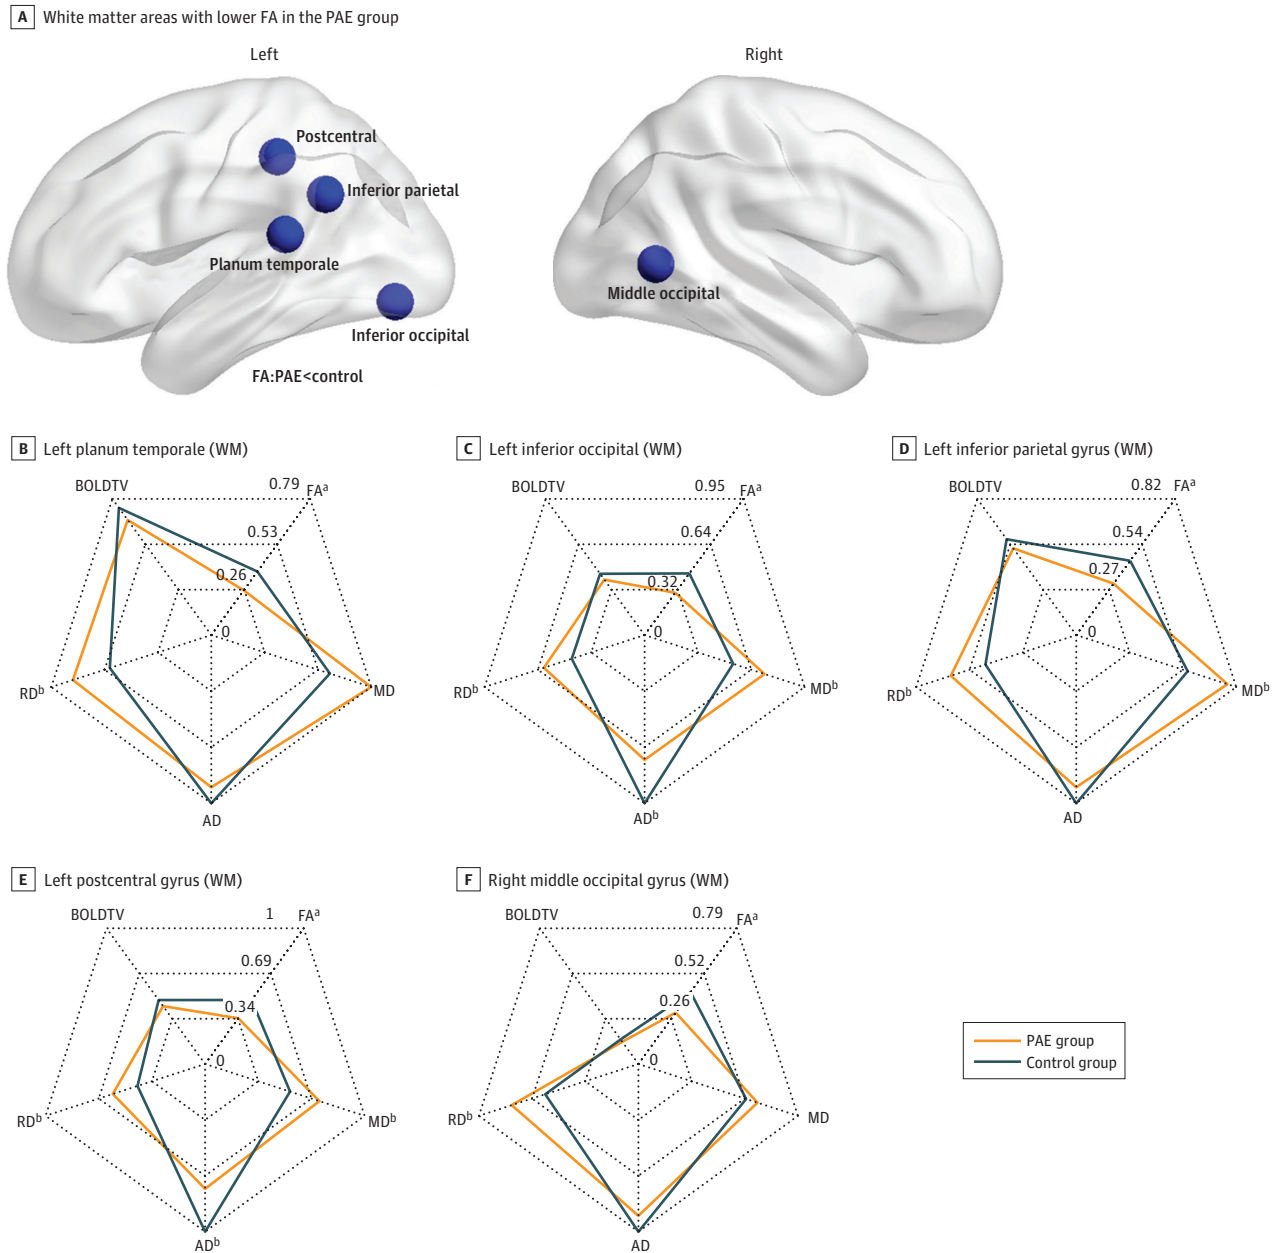 A White matter areas with lower FA in the PAE group
Left
Right
Postcentral
Inferior parietal
Planum temporale
Middle occipital
Inferior occipital
FA:PAE<control
B Left planum temporale (WM)
BOLDTV
0.79
FAa
0.53
0.26
0
RDb
MD
AD
C Left inferior occipital (WM)
BOLDTV
0.95
FAa
0.64
0.32
0
RDb
MDb
ADb
D Left inferior parietal gyrus (WM)
BOLDTV
0.82
FAa
0.54
0.27
0
RDb
MDb
AD
E Left postcentral gyrus (WM)
BOLDTV
1
FAa
0.69
0.34
0
RDb
MDb
ADb
F Right middle occipital gyrus (WM)
BOLDTV
0.79
FAa
0.52
0.26
0
RDb
MD
AD
PAE group
Control group